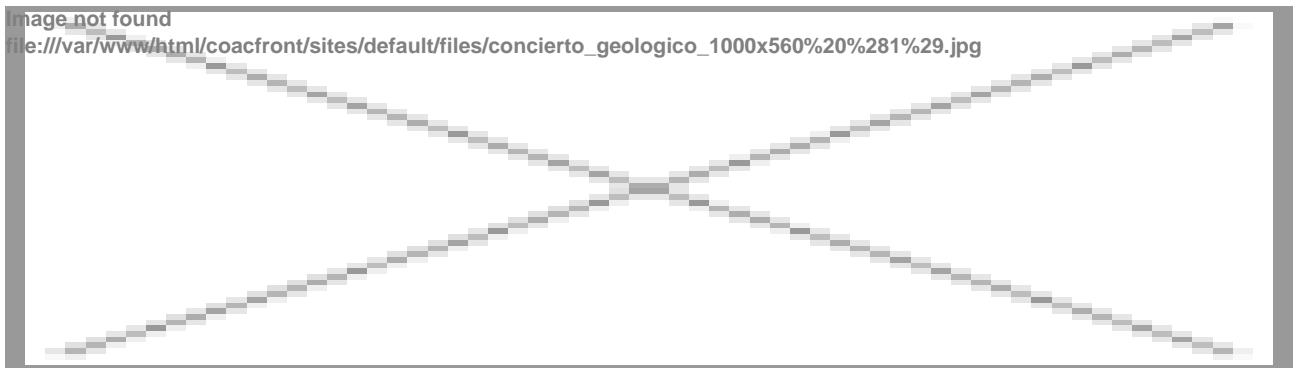 Image not found
file:///var/www/html/coacfront/sites/default/files/concierto_geologico_1000x560%20%281%29.jpg